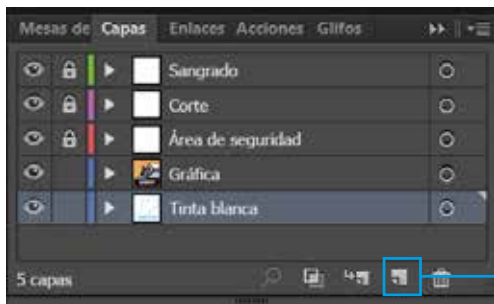 Mesas de Capas Enlaces Acciones Glifos
Sangrado
Corte
Área de seguridad
Gráfica
Tinta blanca
5 capas